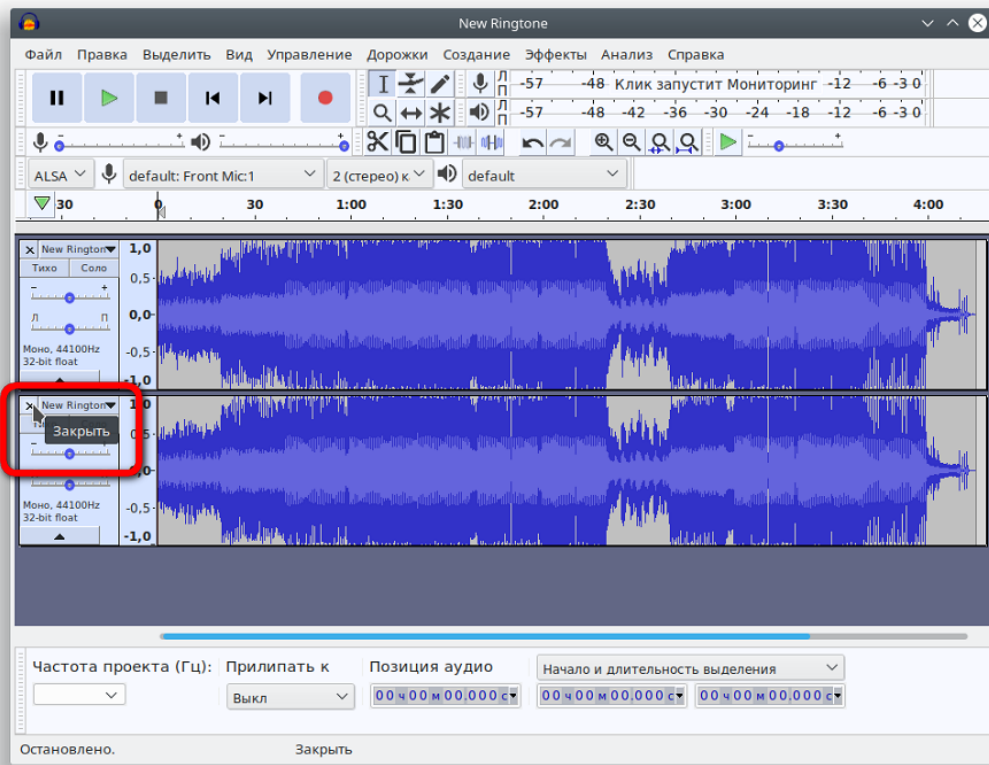 New Ringtone
Файл Правка Выделить Вид Управление Дорожки Создание Эффекты Анализ Справка
Л П -57 -48 Клик запустит Мониторинг -12 -6 -3 0
Л П -57 -48 -42 -36 -30 -24 -18 -12 -6 -3 0
- + - +
- +
ALSA default: Front Mic:1 2 (стерео) к default
30 0 30 1:00 1:30 2:00 2:30 3:00 3:30 4:00
x New Rington 1,0
Тихо Соло
- + 0,5
Л П 0,0
Моно, 44100Hz -0,5
32-bit float
-1,0
x New Rington 1,0
Закрыть 0,5
- +
0,0
Моно, 44100Hz -0,5
32-bit float
-1,0
Частота проекта (Гц): Прилипать к Позиция аудио Начало и длительность выделения
Выкл 00 ч 00 м 00.000 с 00 ч 00 м 00.000 с 00 ч 00 м 00.000 с
Остановлено. Закрыть